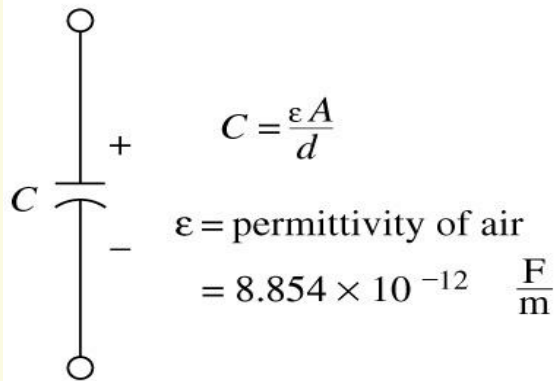 +
C
−
C = εA/d
ε = permittivity of air
= 8.854 × 10⁻¹² F/m